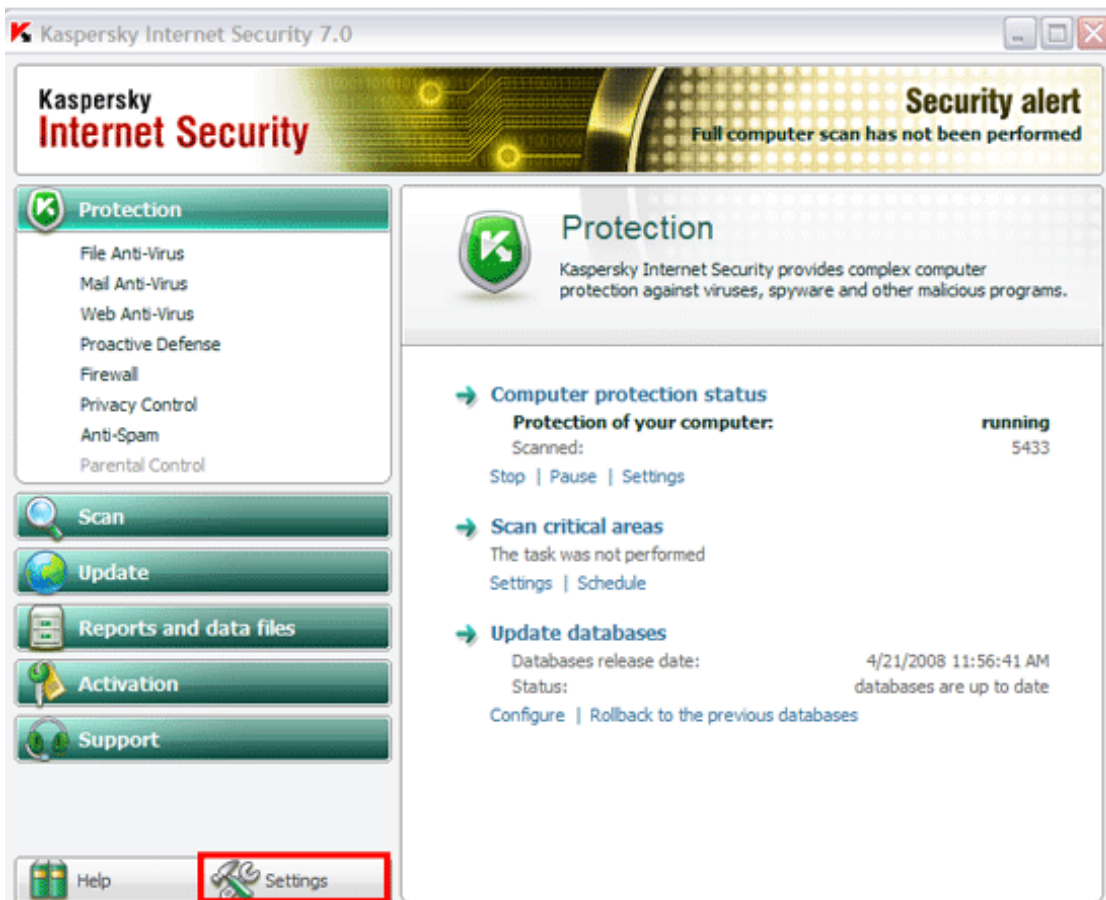 Kaspersky Internet Security 7.0
Kaspersky
Internet Security
Security alert
Full computer scan has not been performed
Protection
File Anti-Virus
Mail Anti-Virus
Web Anti-Virus
Proactive Defense
Firewall
Privacy Control
Anti-Spam
Parental Control
Scan
Update
Reports and data files
Activation
Support
Help
Settings
Protection
Kaspersky Internet Security provides complex computer
protection against viruses, spyware and other malicious programs.
Computer protection status
Protection of your computer: running
Scanned: 5433
Stop | Pause | Settings
Scan critical areas
The task was not performed
Settings | Schedule
Update databases
Databases release date: 4/21/2008 11:56:41 AM
Status: databases are up to date
Configure | Rollback to the previous databases